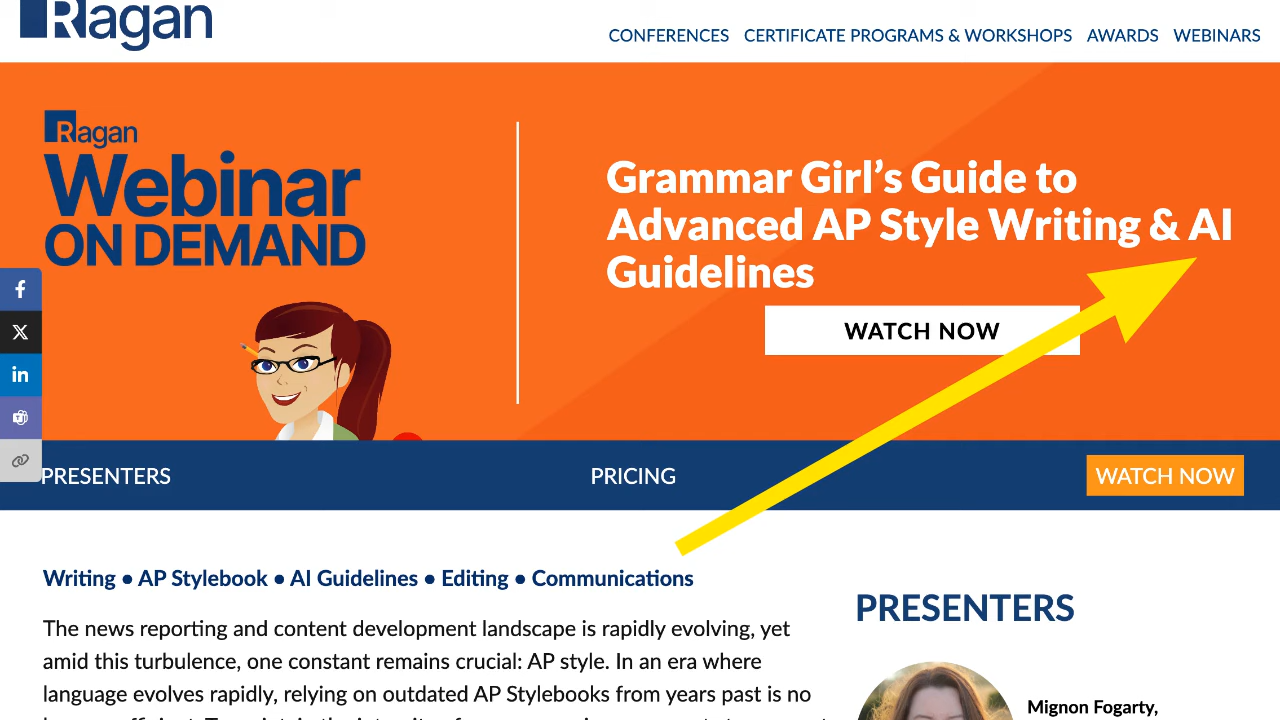 Ragan
CONFERENCES CERTIFICATE PROGRAMS & WORKSHOPS AWARDS WEBINARS
Ragan
Webinar
ON DEMAND
Grammar Girl’s Guide to
Advanced AP Style Writing & AI
Guidelines
WATCH NOW
in
PRESENTERS PRICING WATCH NOW
Writing • AP Stylebook • AI Guidelines • Editing • Communications
The news reporting and content development landscape is rapidly evolving, yet
amid this turbulence, one constant remains crucial: AP style. In an era where
language evolves rapidly, relying on outdated AP Stylebooks from years past is no
PRESENTERS
Mignon Fogarty,